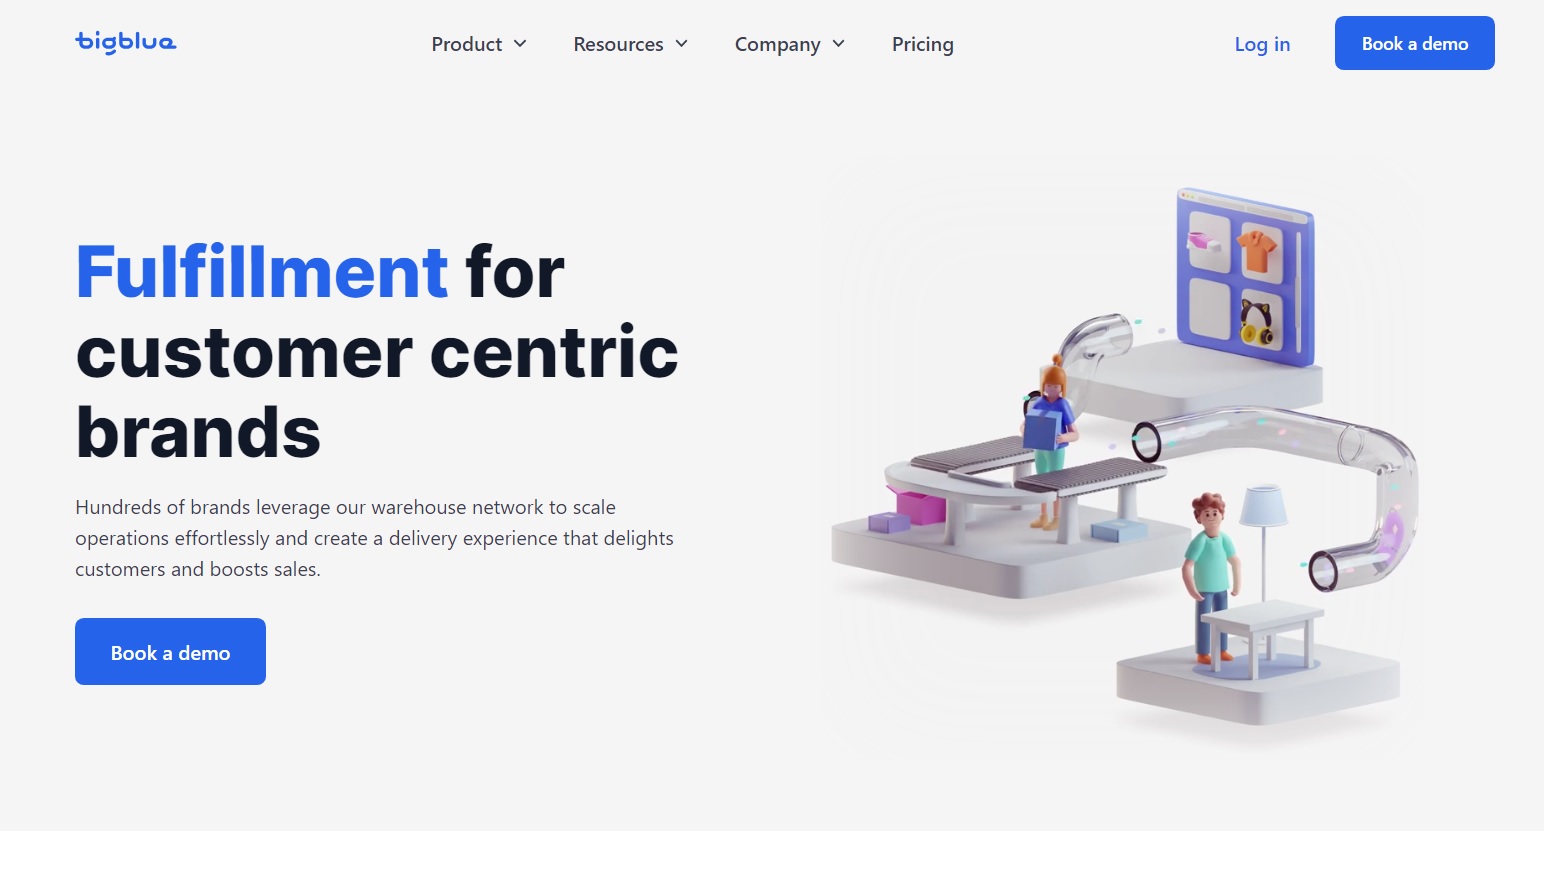 bigblue
Product
Resources
Company
Pricing
Log in
Book a demo
Fulfillment for
customer centric
brands
Hundreds of brands leverage our warehouse network to scale
operations effortlessly and create a delivery experience that delights
customers and boosts sales.
Book a demo